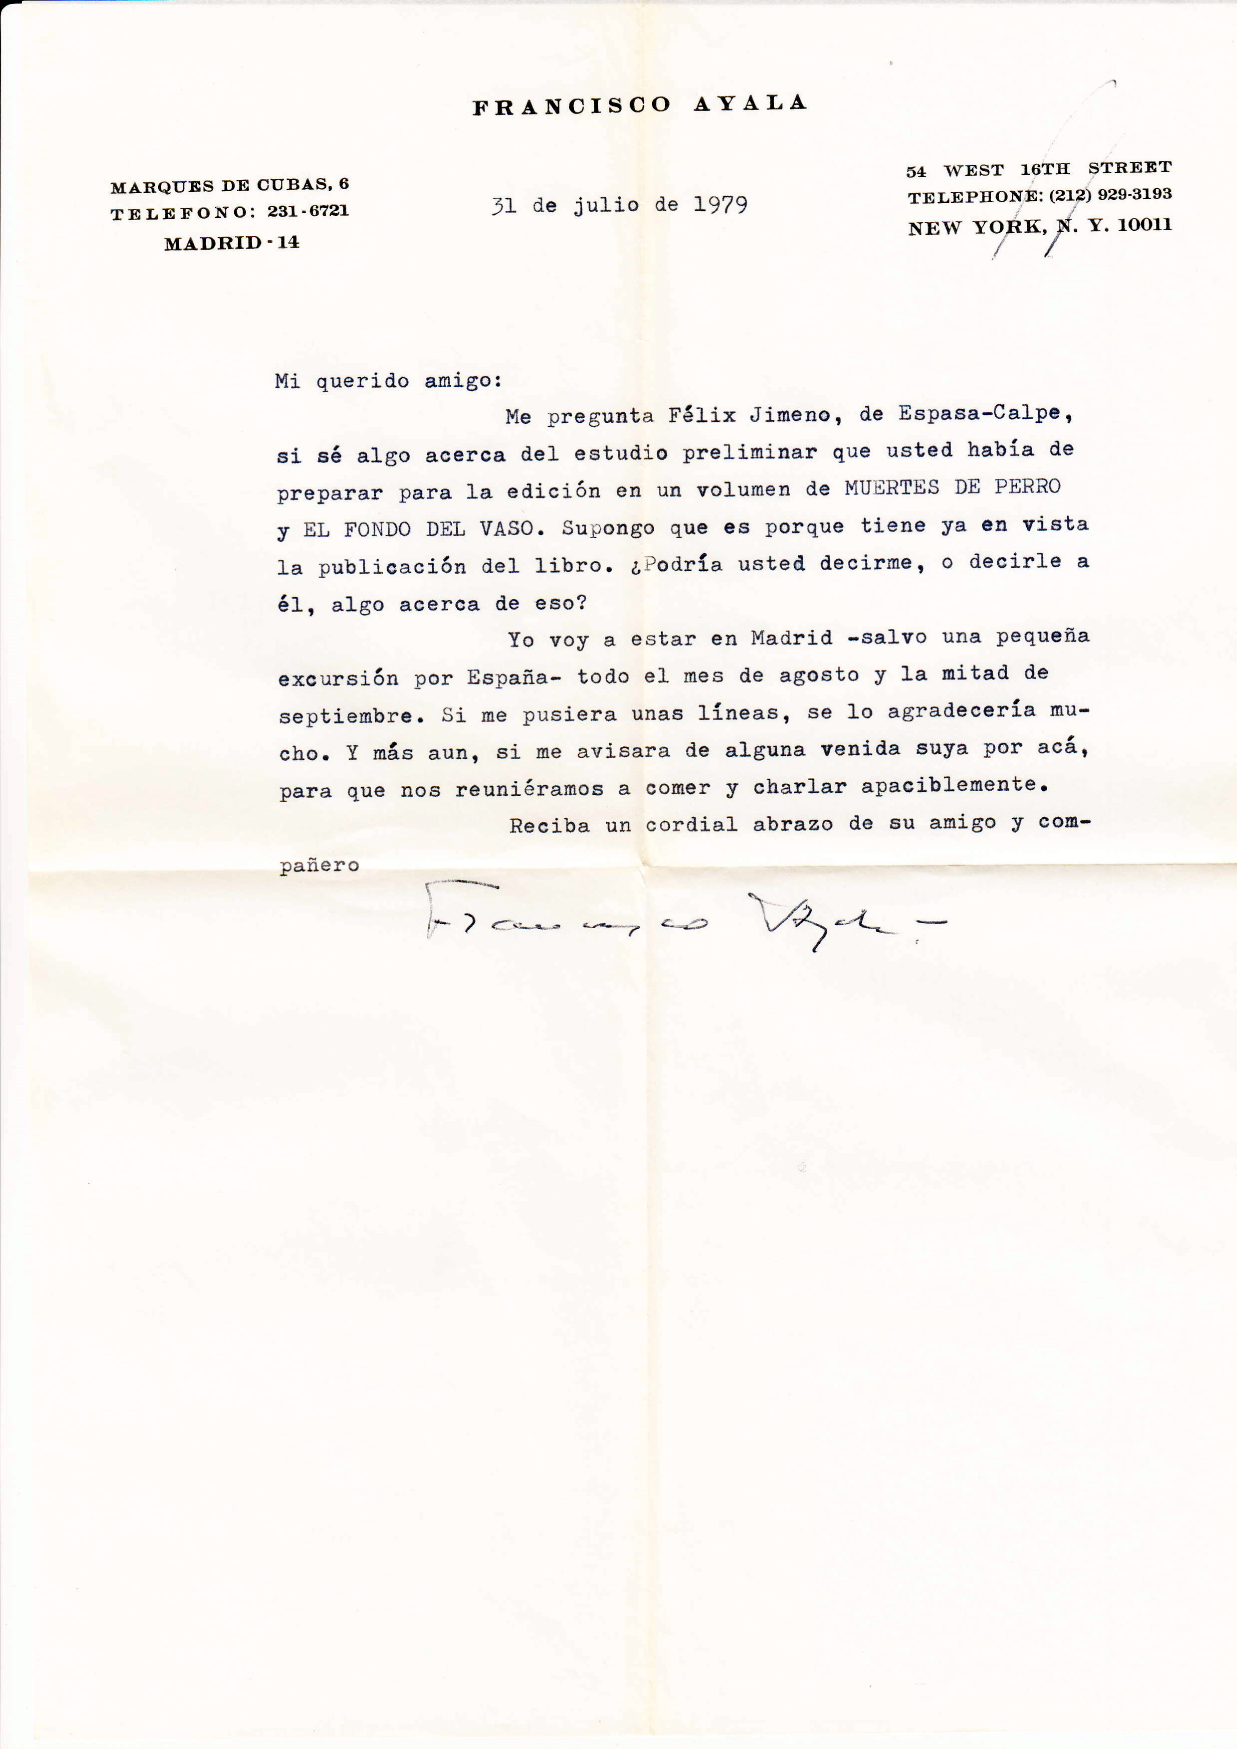 FRANCISCO AYALA
MARQUES DE CUBAS, 6
TELEFONO: 231-6721
MADRID - 14
31 de julio de 1979
54 WEST 16TH STREET
TELEPHONE: (212) 929-3193
NEW YORK, N. Y. 10011
Mi querido amigo:
Me pregunta Félix Jimeno, de Espasa-Calpe,
si sé algo acerca del estudio preliminar que usted había de
preparar para la edición en un volumen de MUERTES DE PERRO
y EL FONDO DEL VASO. Supongo que es porque tiene ya en vista
la publicación del libro. ¿Podría usted decirme, o decirle a
él, algo acerca de eso?
Yo voy a estar en Madrid -salvo una pequeña
excursión por España- todo el mes de agosto y la mitad de
septiembre. Si me pusiera unas líneas, se lo agradecería mu-
cho. Y más aun, si me avisara de alguna venida suya por acá,
para que nos reuniéramos a comer y charlar apaciblemente.
Reciba un cordial abrazo de su amigo y com-
pañero
Francisco Ayala